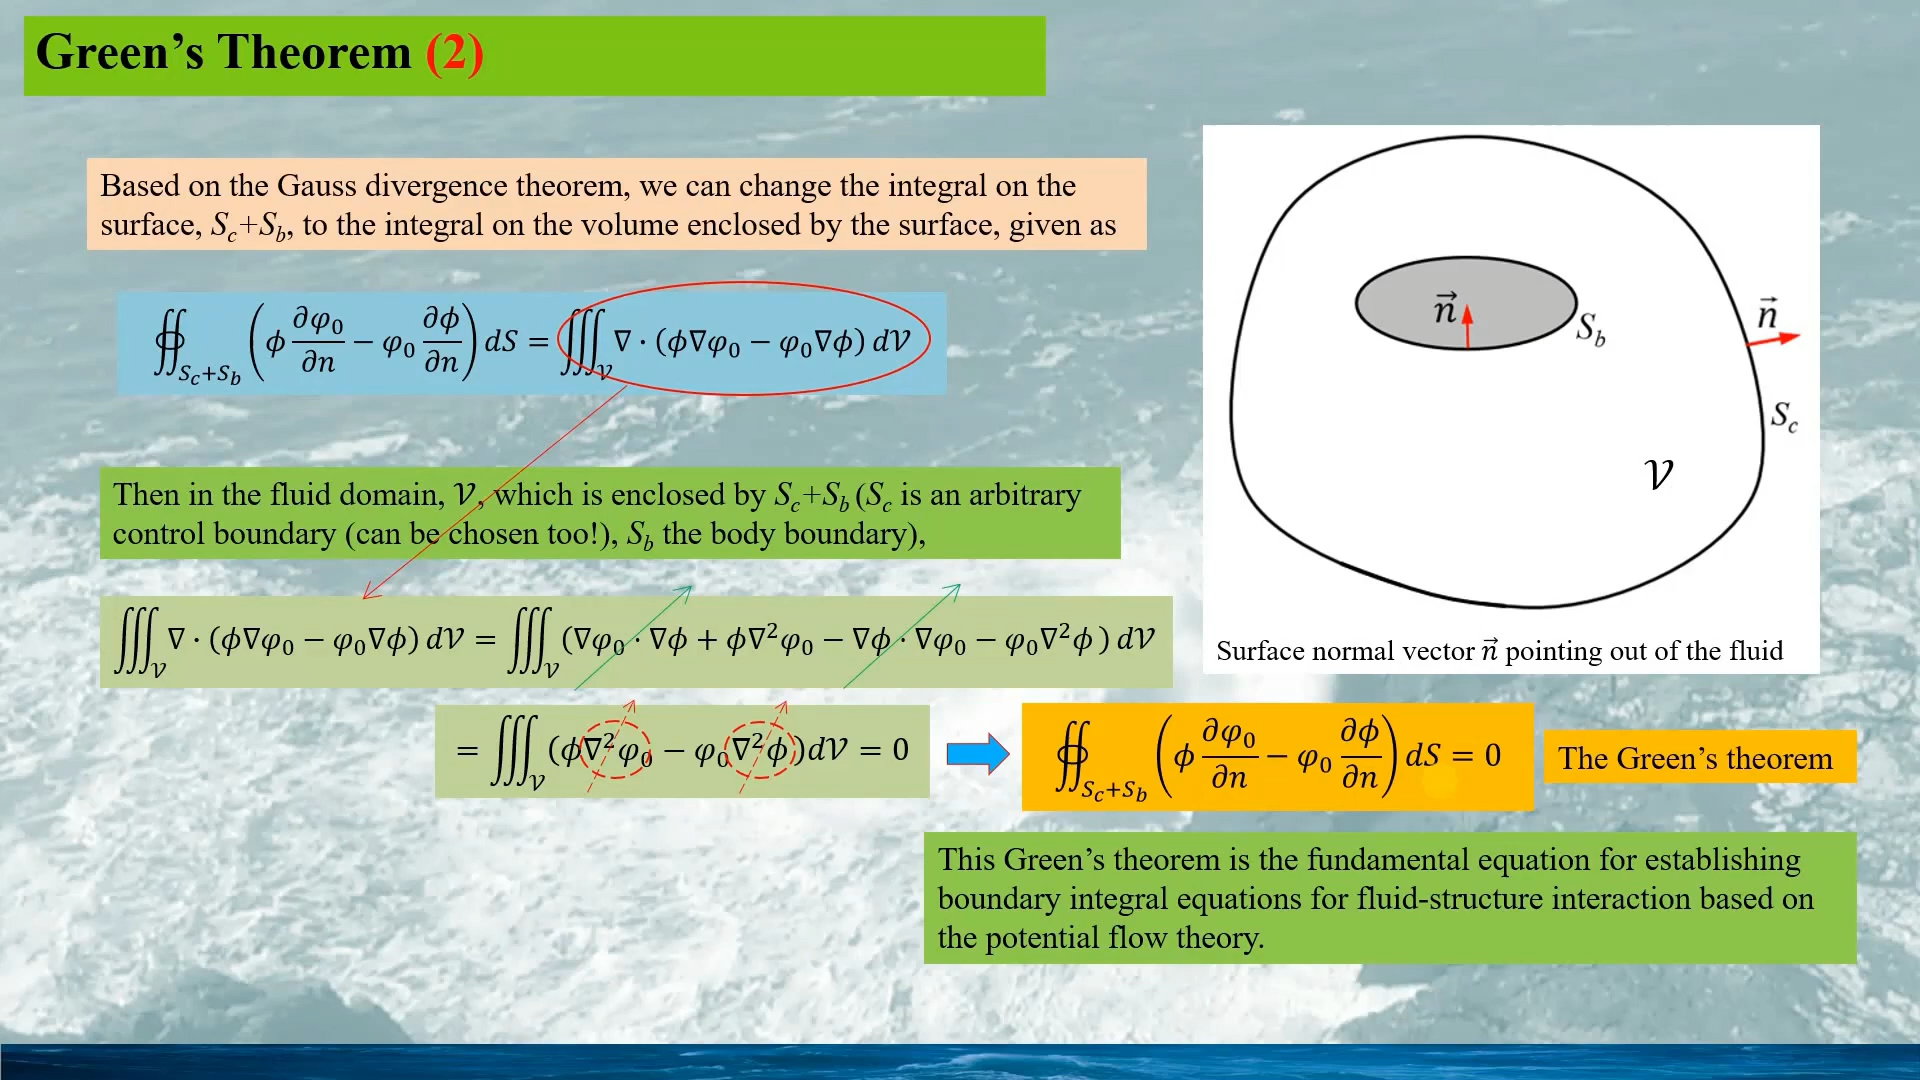 Green’s Theorem (2)
Based on the Gauss divergence theorem, we can change the integral on the
surface, S_c+S_b, to the integral on the volume enclosed by the surface, given as
∯_{S_c+S_b} (ϕ ∂φ₀/∂n − φ₀ ∂ϕ/∂n) dS = ∭_𝒱 ∇ · (ϕ∇φ₀ − φ₀∇ϕ) d𝒱
Then in the fluid domain, 𝒱, which is enclosed by S_c+S_b (S_c is an arbitrary
control boundary (can be chosen too!), S_b the body boundary),
∭_𝒱 ∇ · (ϕ∇φ₀ − φ₀∇ϕ) d𝒱 = ∭_𝒱 (∇φ₀ · ∇ϕ + ϕ∇²φ₀ − ∇ϕ · ∇φ₀ − φ₀∇²ϕ ) d𝒱
= ∭_𝒱 (ϕ∇²φ₀ − φ₀∇²ϕ)d𝒱 = 0
∯_{S_c+S_b} (ϕ ∂φ₀/∂n − φ₀ ∂ϕ/∂n) dS = 0
The Green’s theorem
This Green’s theorem is the fundamental equation for establishing
boundary integral equations for fluid-structure interaction based on
the potential flow theory.
n⃗
S_b
n⃗
S_c
𝒱
Surface normal vector n⃗ pointing out of the fluid